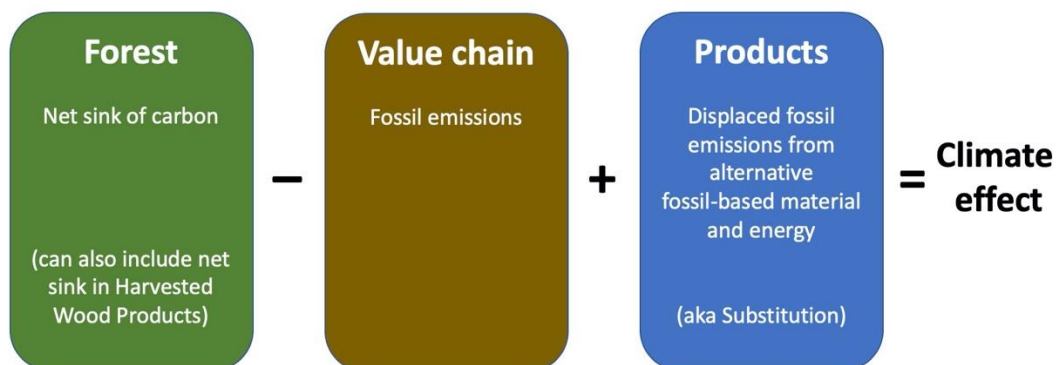 Forest
Net sink of carbon
(can also include net
sink in Harvested
Wood Products)
−
Value chain
Fossil emissions
+
Products
Displaced fossil
emissions from
alternative
fossil-based material
and energy
(aka Substitution)
=
Climate
effect